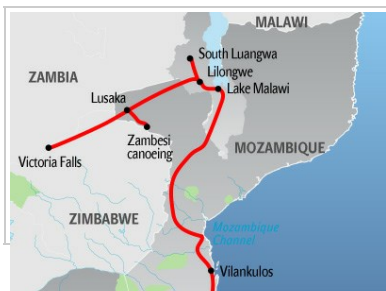 MALAWI
South Luangwa
ZAMBIA
Lilongwe
Lake Malawi
Lusaka
Zambesi
canoeing
MOZAMBIQUE
Victoria Falls
ZIMBABWE
Mozambique
Channel
Vilankulos